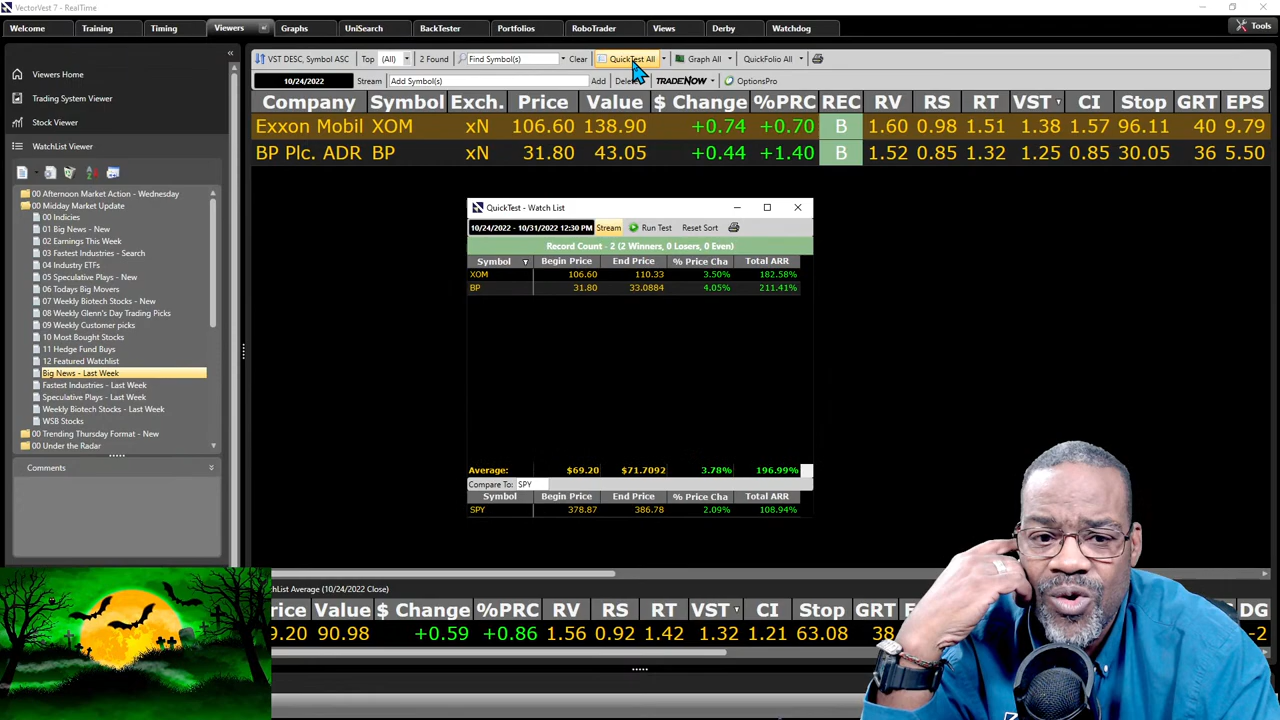 VectorVest 7 - RealTime
Welcome Training Timing Viewers Graphs UniSearch BackTester Portfolios RoboTrader Views Derby Watchdog Tools
VST DESC, Symbol ASC Top (All) 2 Found Find Symbol(s) Clear QuickTest All Graph All QuickFolio All
10/24/2022 Stream Add Symbol(s) Add Delete TRADENOW OptionsPro
Viewers Home
Trading System Viewer
Stock Viewer
WatchList Viewer
00 Afternoon Market Action - Wednesday
00 Midday Market Update
00 Indicies
01 Big News - New
02 Earnings This Week
03 Fastest Industries - Search
04 Industry ETFs
05 Speculative Plays - New
06 Todays Big Movers
07 Weekly Biotech Stocks - New
08 Weekly Glenn's Day Trading Picks
09 Weekly Customer picks
10 Most Bought Stocks
11 Hedge Fund Buys
12 Featured Watchlist
Big News - Last Week
Fastest Industries - Last Week
Speculative Plays - Last Week
Weekly Biotech Stocks - Last Week
WSB Stocks
00 Trending Thursday Format - New
00 Under the Radar
Comments
Company Symbol Exch. Price Value $ Change %PRC REC RV RS RT VST CI Stop GRT EPS
Exxon Mobil XOM xN 106.60 138.90 +0.74 +0.70 B 1.60 0.98 1.51 1.38 1.57 96.11 40 9.79
BP Plc. ADR BP xN 31.80 43.05 +0.44 +1.40 B 1.52 0.85 1.32 1.25 0.85 30.05 36 5.50
QuickTest - Watch List
10/24/2022 - 10/31/2022 12:30 PM Stream Run Test Reset Sort
Record Count - 2 (2 Winners, 0 Losers, 0 Even)
Symbol Begin Price End Price % Price Cha Total ARR
XOM 106.60 110.33 3.50% 182.58%
BP 31.80 33.0884 4.05% 211.41%
Average: $69.20 $71.7092 3.78% 196.99%
Compare To: SPY
Symbol Begin Price End Price % Price Cha Total ARR
SPY 378.87 386.78 2.09% 108.94%
chList Average (10/24/2022 Close)
rice Value $ Change %PRC RV RS RT VST CI Stop GRT
9.20 90.98 +0.59 +0.86 1.56 0.92 1.42 1.32 1.21 63.08 38
DG
-2